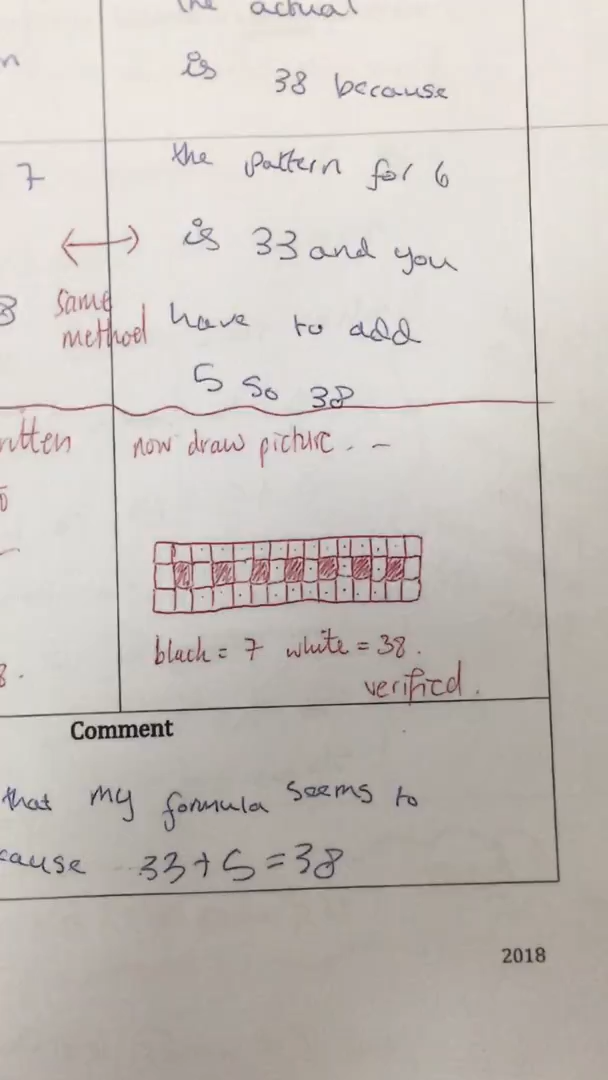 the actual
is 38 because
7
the pattern for 6
is 33 and you
same
method
have to add
5 so 38
now draw picture . –
black = 7 white = 38 .
verified .
Comment
that my formula seems to
cause 33 + 5 = 38
2018